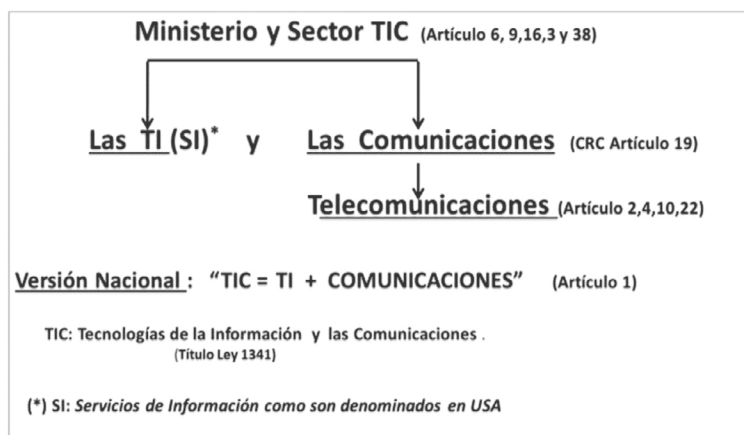 Ministerio y Sector TIC (Artículo 6, 9,16,3 y 38)
Las TI (SI)* y Las Comunicaciones (CRC Artículo 19)
Telecomunicaciones (Artículo 2,4,10,22)
Versión Nacional : “TIC = TI + COMUNICACIONES” (Artículo 1)
TIC: Tecnologías de la Información y las Comunicaciones .
(Título Ley 1341)
(*) SI: Servicios de Información como son denominados en USA